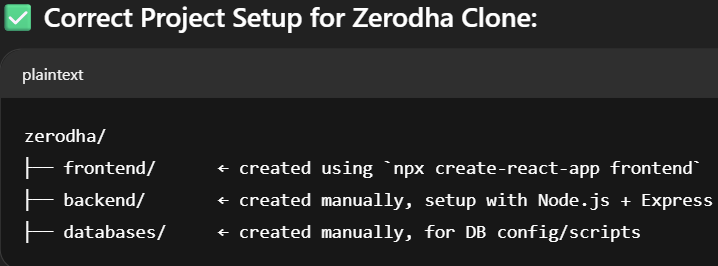 ✅ Correct Project Setup for Zerodha Clone:
plaintext
zerodha/
├── frontend/ ← created using `npx create-react-app frontend`
├── backend/ ← created manually, setup with Node.js + Express
├── databases/ ← created manually, for DB config/scripts